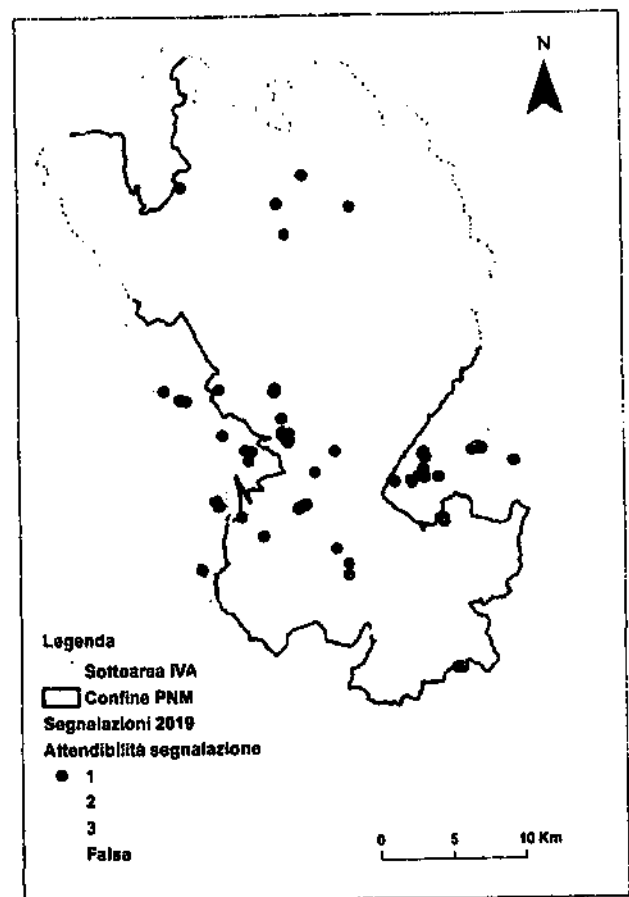 N
Legenda
Sottoarea IVA
Confine PNM
Segnalazioni 2019
Attendibilità segnalazione
1
2
3
Falsa
0 5 10 Km